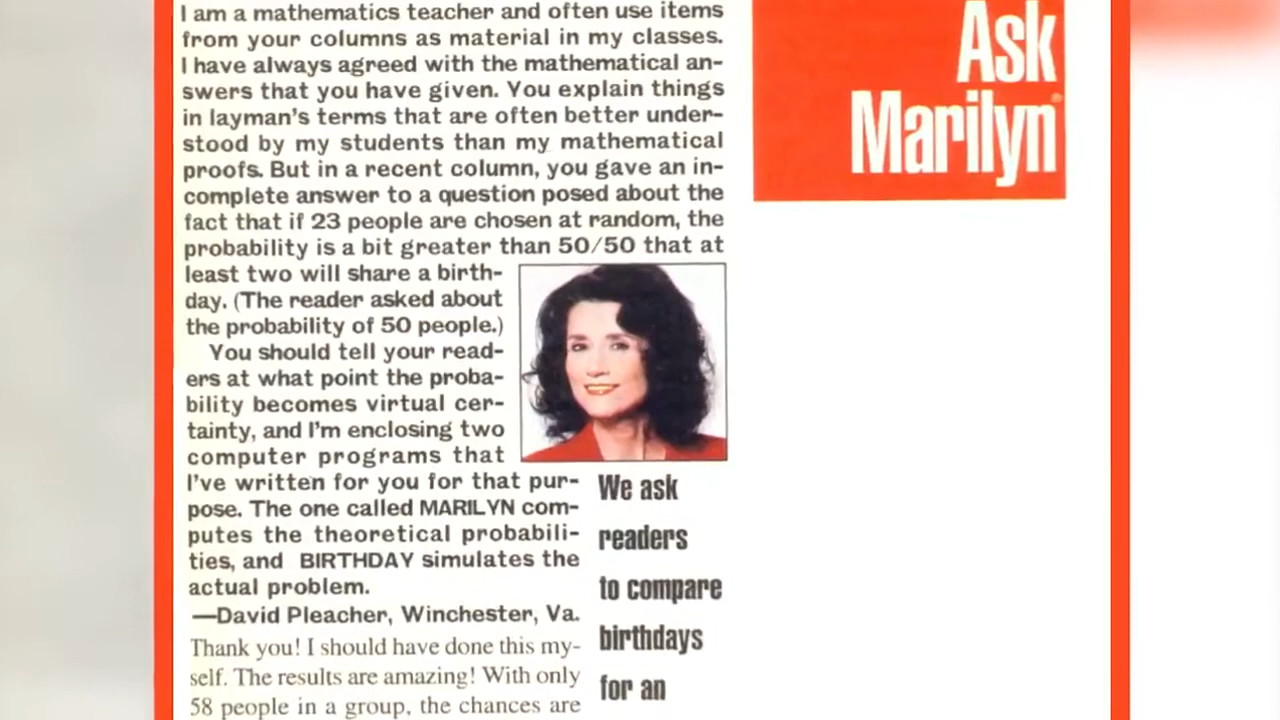 I am a mathematics teacher and often use items
from your columns as material in my classes.
I have always agreed with the mathematical an-
swers that you have given. You explain things
in layman's terms that are often better under-
stood by my students than my mathematical
proofs. But in a recent column, you gave an in-
complete answer to a question posed about the
fact that if 23 people are chosen at random, the
probability is a bit greater than 50/50 that at
least two will share a birth-
day. (The reader asked about
the probability of 50 people.)
You should tell your read-
ers at what point the proba-
bility becomes virtual cer-
tainty, and I'm enclosing two
computer programs that
I've written for you for that pur-
pose. The one called MARILYN com-
putes the theoretical probabili-
ties, and BIRTHDAY simulates the
actual problem.
—David Pleacher, Winchester, Va.
Thank you! I should have done this my-
self. The results are amazing! With only
58 people in a group, the chances are
We ask
readers
to compare
birthdays
for an
Ask
Marilyn®